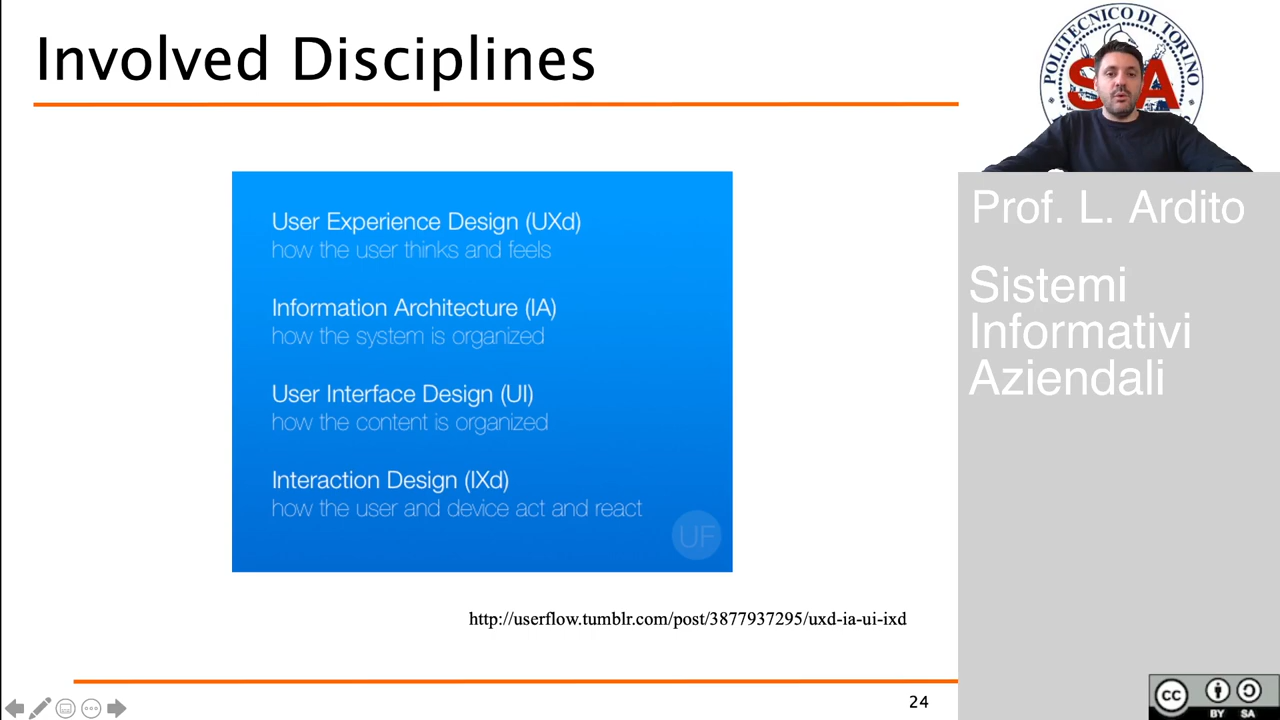 Involved Disciplines
User Experience Design (UXd)
how the user thinks and feels
Information Architecture (IA)
how the system is organized
User Interface Design (UI)
how the content is organized
Interaction Design (IXd)
how the user and device act and react
UF
http://userflow.tumblr.com/post/3877937295/uxd-ia-ui-ixd
24
POLITECNICO DI TORINO
Prof. L. Ardito
Sistemi
Informativi
Aziendali
cc
BY SA